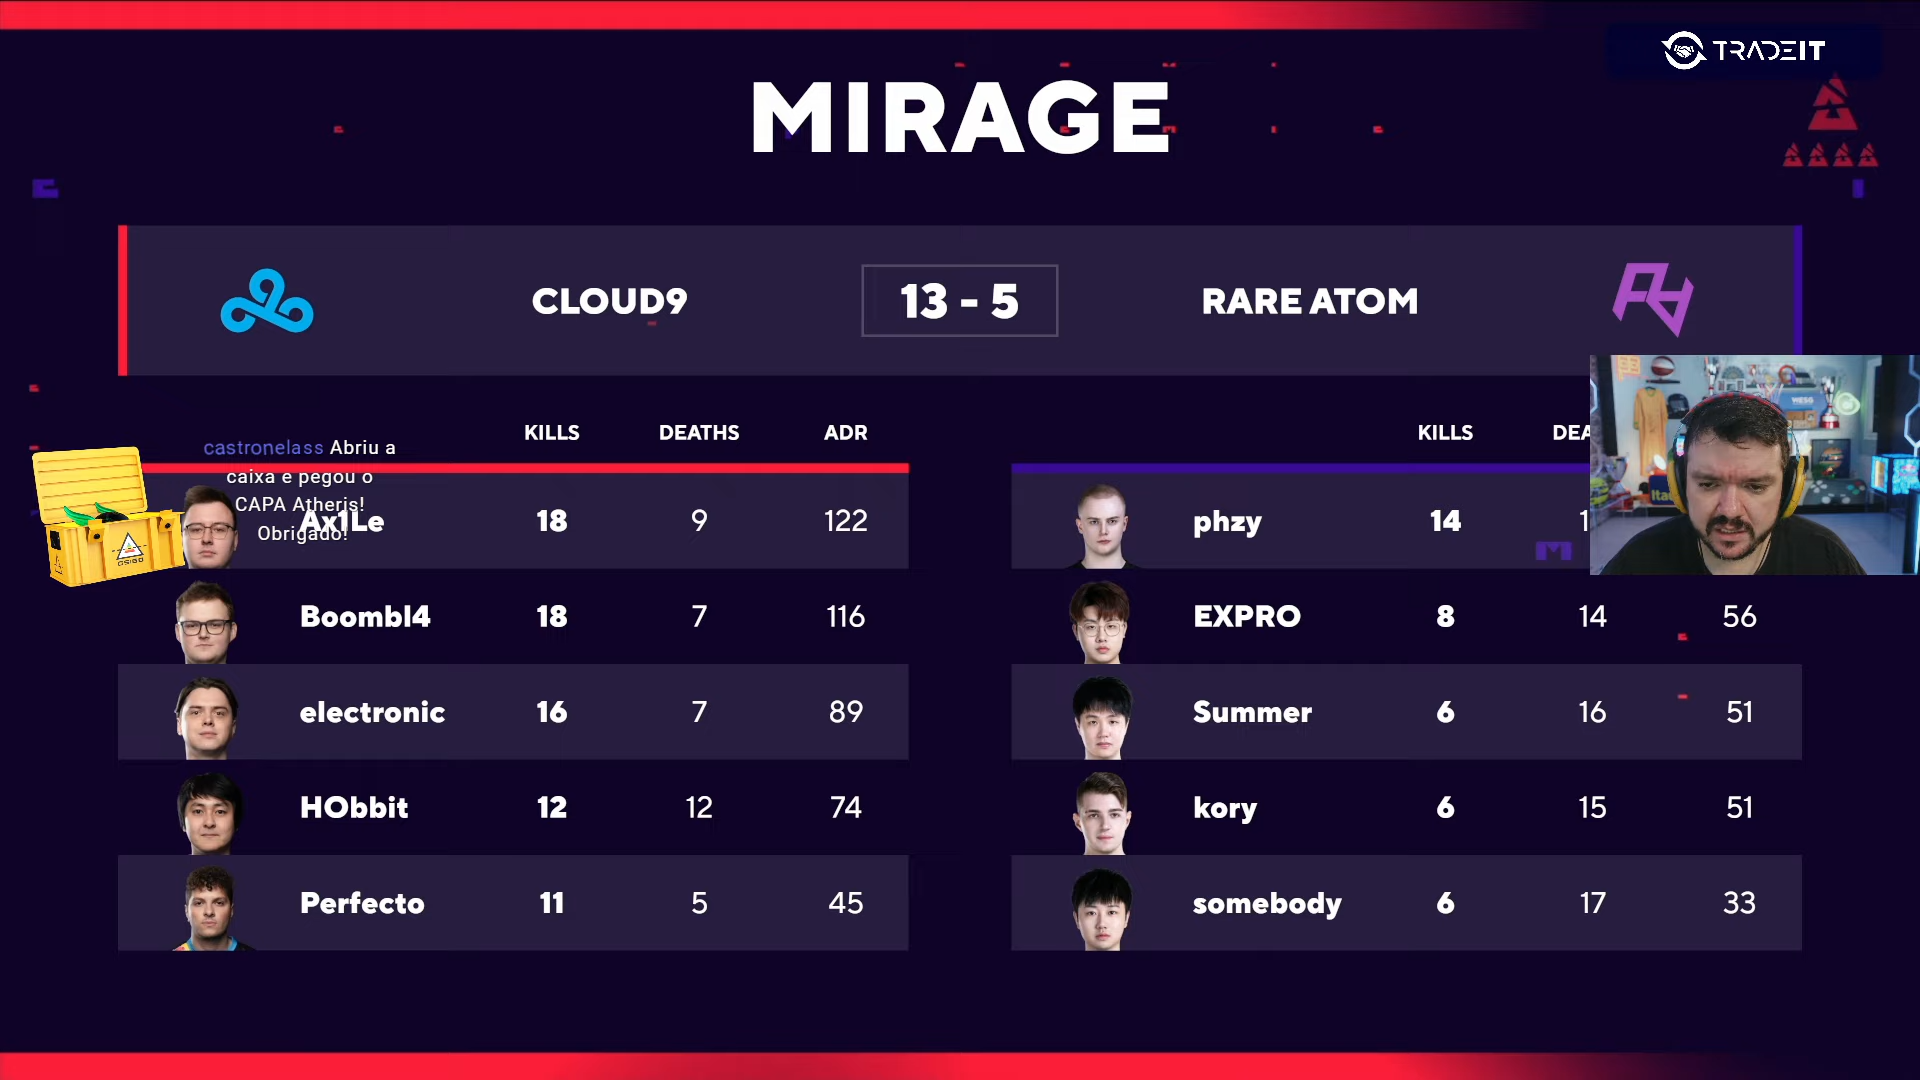 TRADEIT
MIRAGE
CLOUD9 13 - 5 RARE ATOM
KILLS DEATHS ADR
castronelass Abriu a
caixa e pegou o
CAPA Atheris!
Obrigado!
Ax1Le 18 9 122
Boombl4 18 7 116
electronic 16 7 89
HObbit 12 12 74
Perfecto 11 5 45
KILLS DEA
phzy 14 1
EXPRO 8 14 56
Summer 6 16 51
kory 6 15 51
somebody 6 17 33